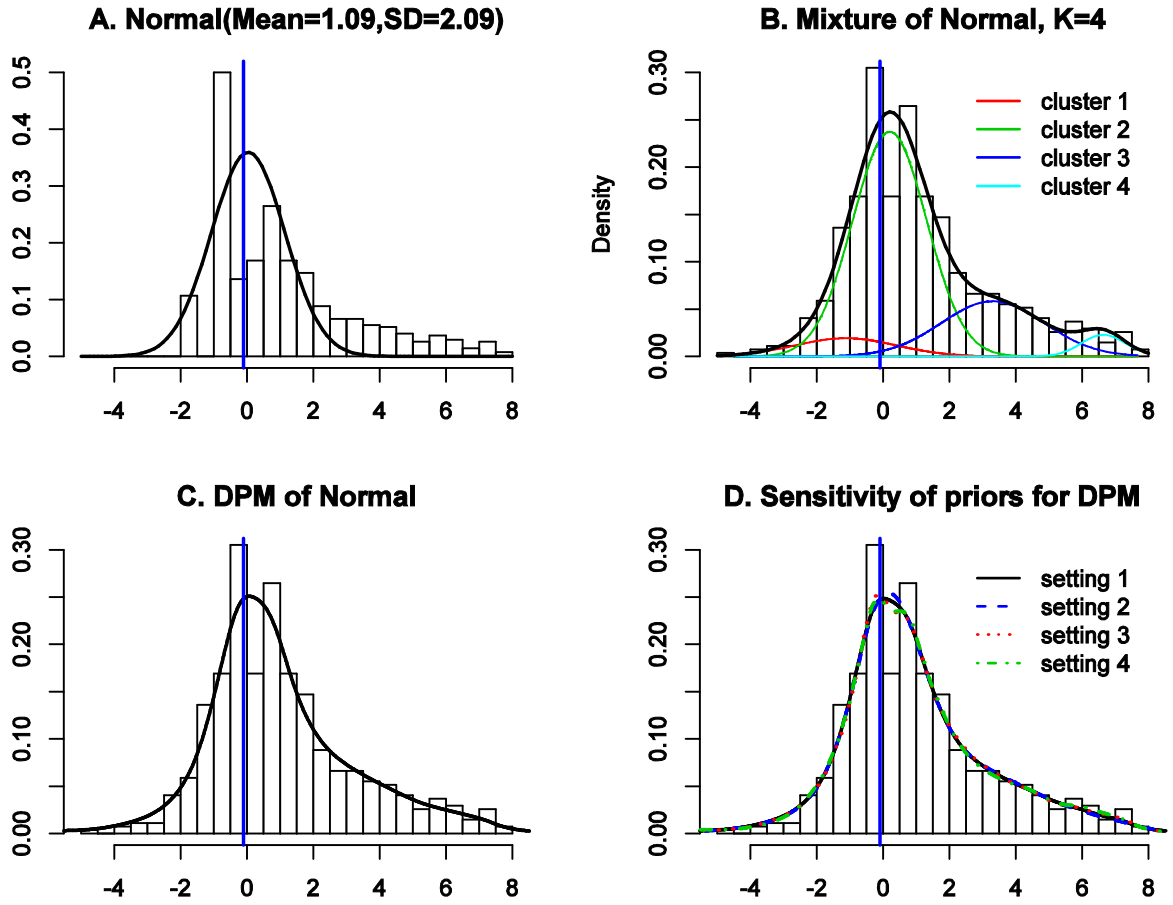 A. Normal(Mean=1.09,SD=2.09)
0.5
0.4
0.3
0.2
0.1
0.0
-4 -2 0 2 4 6 8
B. Mixture of Normal, K=4
Density
0.30
0.20
0.10
0.00
cluster 1
cluster 2
cluster 3
cluster 4
-4 -2 0 2 4 6 8
C. DPM of Normal
0.30
0.20
0.10
0.00
-4 -2 0 2 4 6 8
D. Sensitivity of priors for DPM
0.30
0.20
0.10
0.00
setting 1
setting 2
setting 3
setting 4
-4 -2 0 2 4 6 8